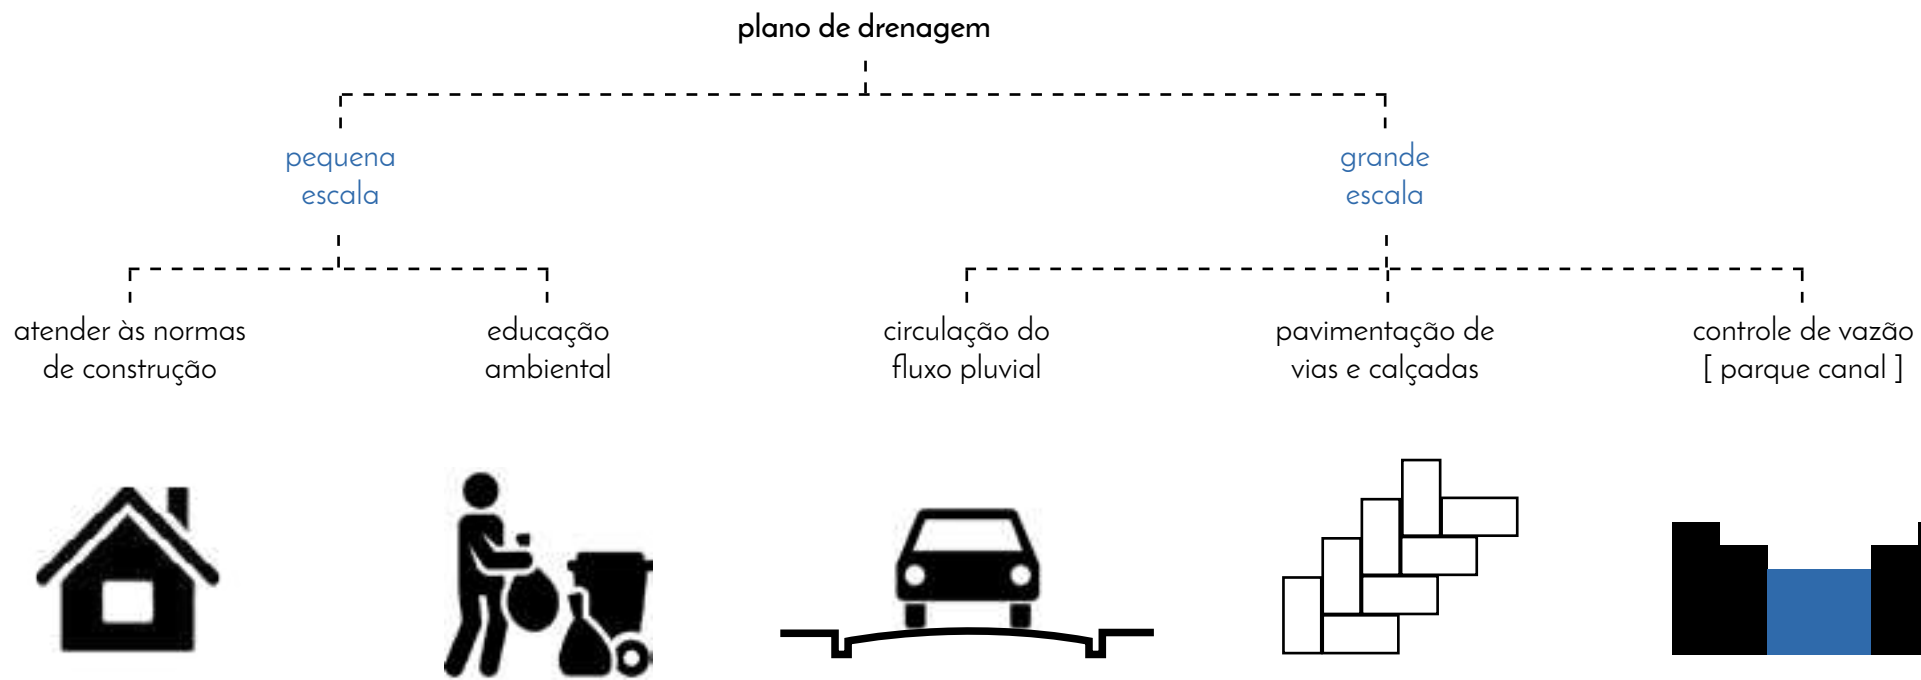 plano de drenagem
pequena
escala
grande
escala
atender às normas
de construção
educação
ambiental
circulação do
fluxo pluvial
pavimentação de
vias e calçadas
controle de vazão
[ parque canal ]